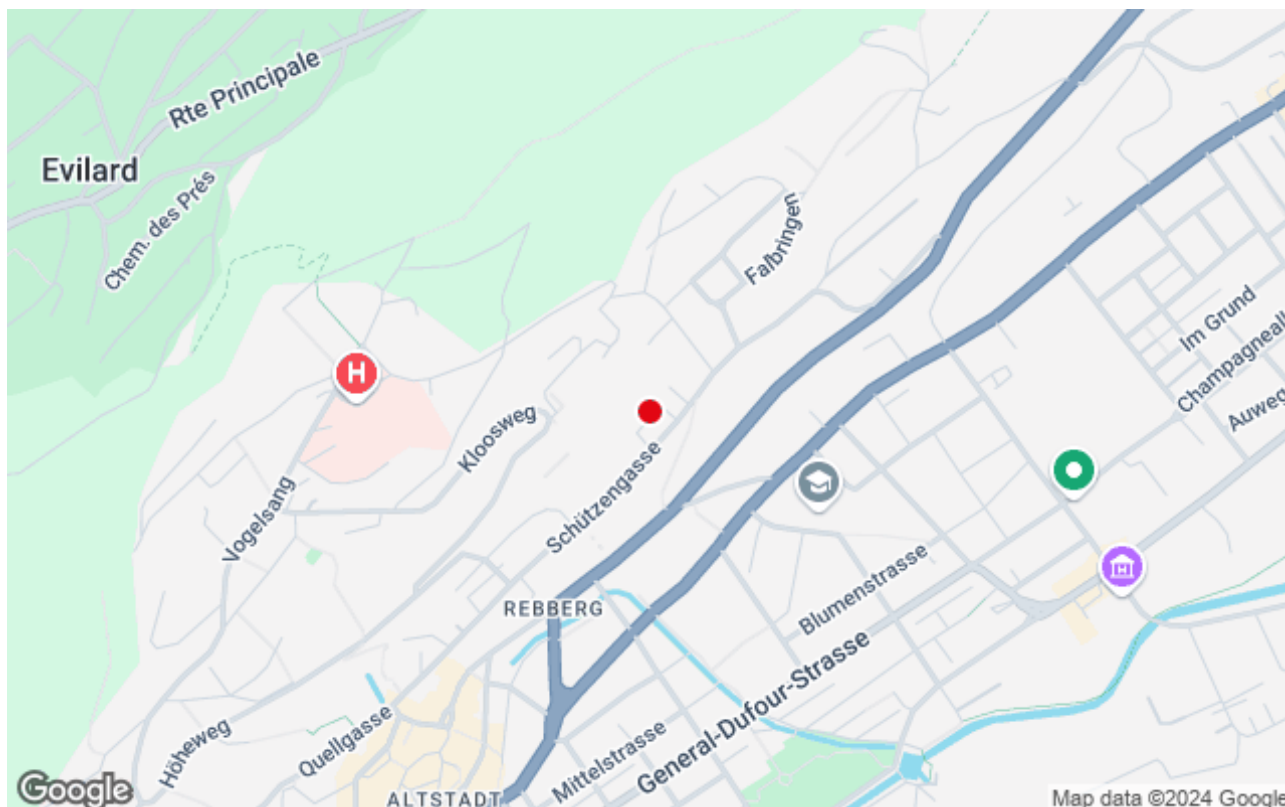 Rte Principale
Evilard
Chem. des Prés
Falbringen
Im Grund
Champagneall
Auweg
H
Kloosweg
Vogelsang
Schützengasse
REBBERG
Blumenstrasse
General-Dufour-Strasse
Höheweg
Quellgasse
Mittelstrasse
ALTSTADT
Google
Map data ©2024 Google